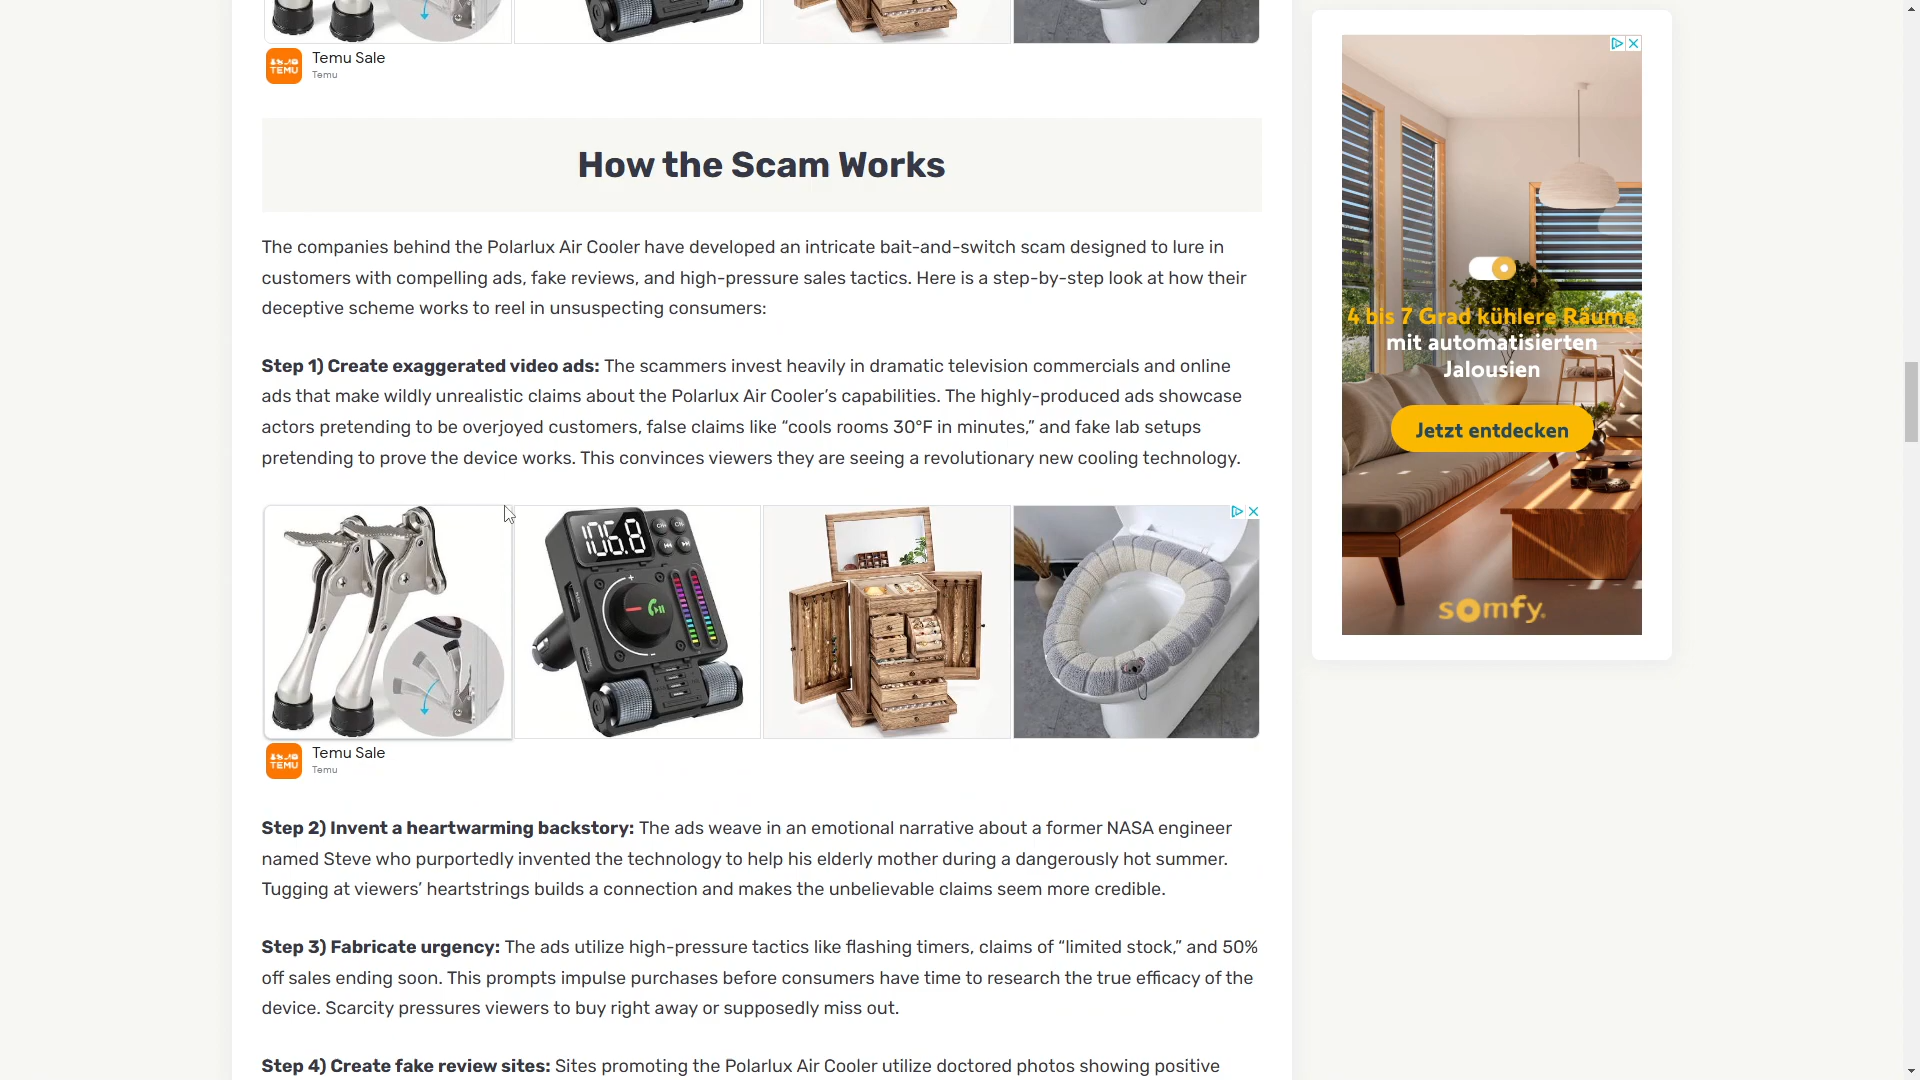 TEMU
Temu Sale
Temu
How the Scam Works
The companies behind the Polarlux Air Cooler have developed an intricate bait-and-switch scam designed to lure in
customers with compelling ads, fake reviews, and high-pressure sales tactics. Here is a step-by-step look at how their
deceptive scheme works to reel in unsuspecting consumers:
Step 1) Create exaggerated video ads: The scammers invest heavily in dramatic television commercials and online
ads that make wildly unrealistic claims about the Polarlux Air Cooler’s capabilities. The highly-produced ads showcase
actors pretending to be overjoyed customers, false claims like “cools rooms 30°F in minutes,” and fake lab setups
pretending to prove the device works. This convinces viewers they are seeing a revolutionary new cooling technology.
106.8
TEMU
Temu Sale
Temu
Step 2) Invent a heartwarming backstory: The ads weave in an emotional narrative about a former NASA engineer
named Steve who purportedly invented the technology to help his elderly mother during a dangerously hot summer.
Tugging at viewers’ heartstrings builds a connection and makes the unbelievable claims seem more credible.
Step 3) Fabricate urgency: The ads utilize high-pressure tactics like flashing timers, claims of “limited stock,” and 50%
off sales ending soon. This prompts impulse purchases before consumers have time to research the true efficacy of the
device. Scarcity pressures viewers to buy right away or supposedly miss out.
Step 4) Create fake review sites: Sites promoting the Polarlux Air Cooler utilize doctored photos showing positive
4 bis 7 Grad kühlere Räume
mit automatisierten
Jalousien
Jetzt entdecken
somfy.